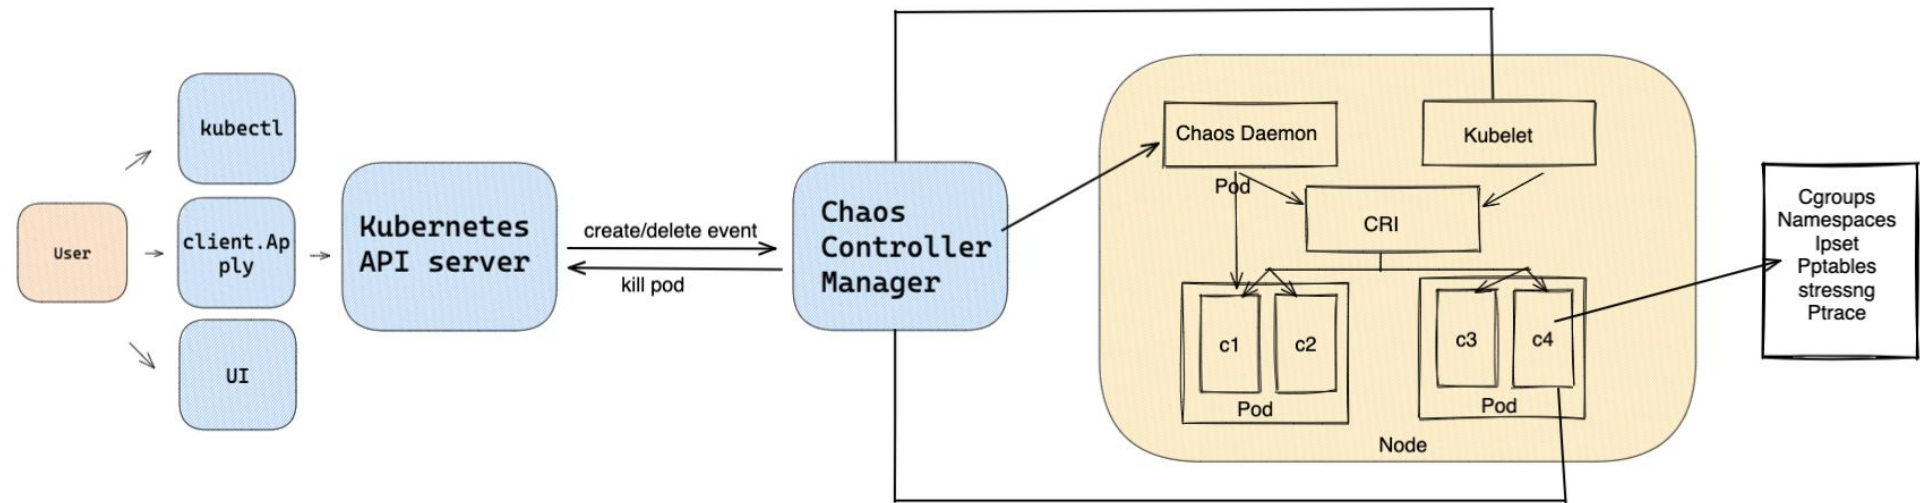 kubectl
User
client.Ap
ply
UI
Kubernetes
API server
create/delete event
kill pod
Chaos
Controller
Manager
Chaos Daemon
Pod
Kubelet
CRI
c1
c2
Pod
c3
c4
Pod
Node
Cgroups
Namespaces
Ipset
Pptables
stressng
Ptrace